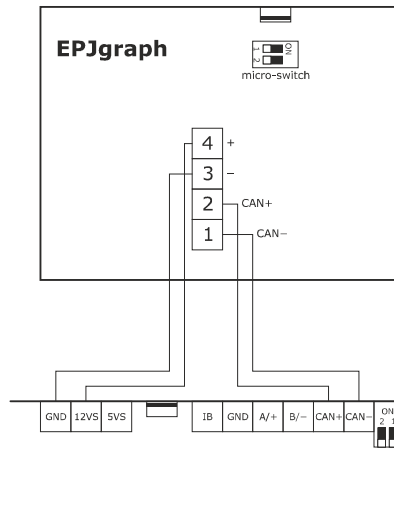 EPJgraph
ON
1
2
micro-switch
4 +
3 −
2 CAN+
1 CAN−
GND 12VS 5VS IB GND A/+ B/− CAN+ CAN−
ON
2 1